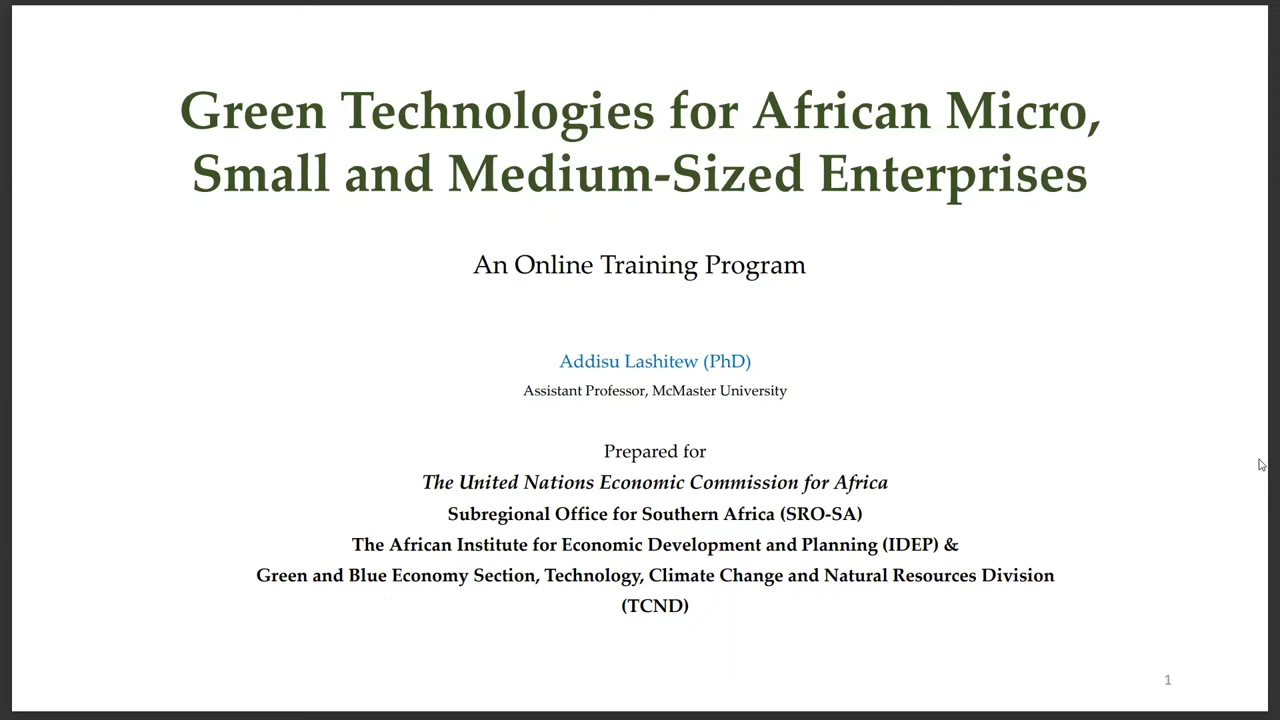 Green Technologies for African Micro,
Small and Medium-Sized Enterprises
An Online Training Program
Addisu Lashitew (PhD)
Assistant Professor, McMaster University
Prepared for
The United Nations Economic Commission for Africa
Subregional Office for Southern Africa (SRO-SA)
The African Institute for Economic Development and Planning (IDEP) &
Green and Blue Economy Section, Technology, Climate Change and Natural Resources Division
(TCND)
1